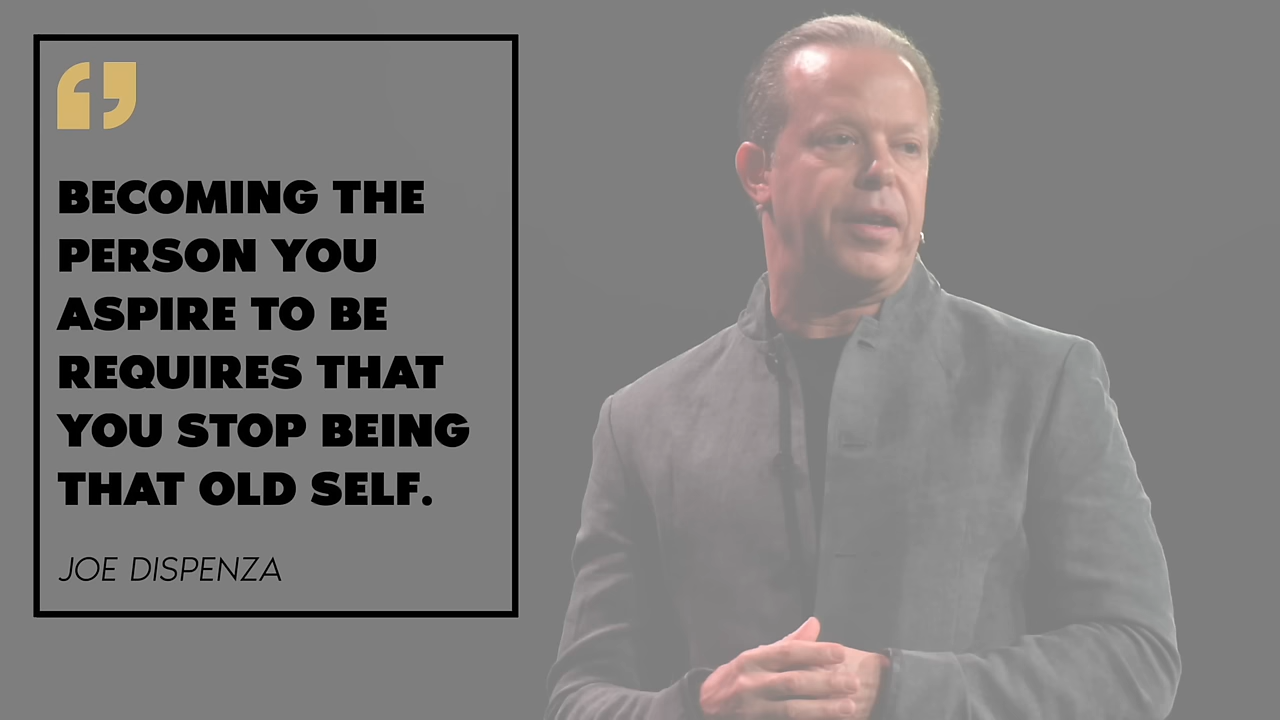 BECOMING THE
PERSON YOU
ASPIRE TO BE
REQUIRES THAT
YOU STOP BEING
THAT OLD SELF.
JOE DISPENZA